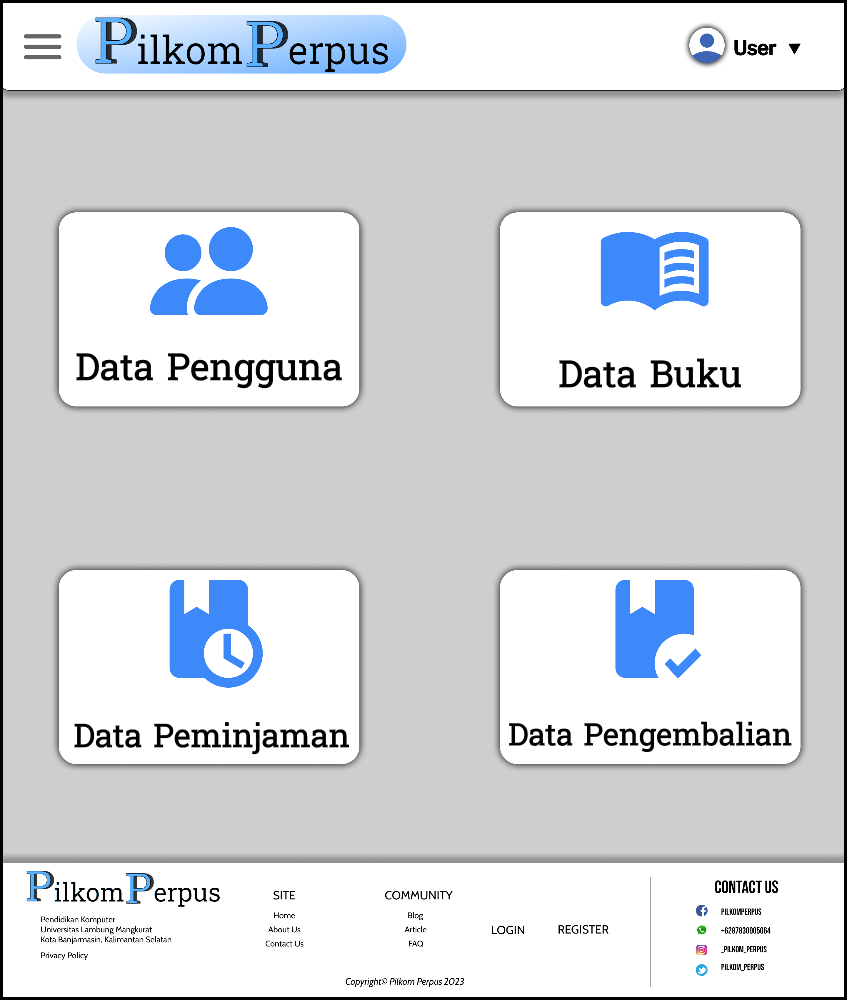 PilkomPerpus
User
Data Pengguna
Data Buku
Data Peminjaman
Data Pengembalian
PilkomPerpus
Pendidikan Komputer
Universitas Lambung Mangkurat
Kota Banjarmasin, Kalimantan Selatan
Privacy Policy
SITE
Home
About Us
Contact Us
COMMUNITY
Blog
Article
FAQ
LOGIN
REGISTER
CONTACT US
PILKOMPERPUS
+6287830005064
_PILKOM_PERPUS
PILKOM_PERPUS
Copyright© Pilkom Perpus 2023